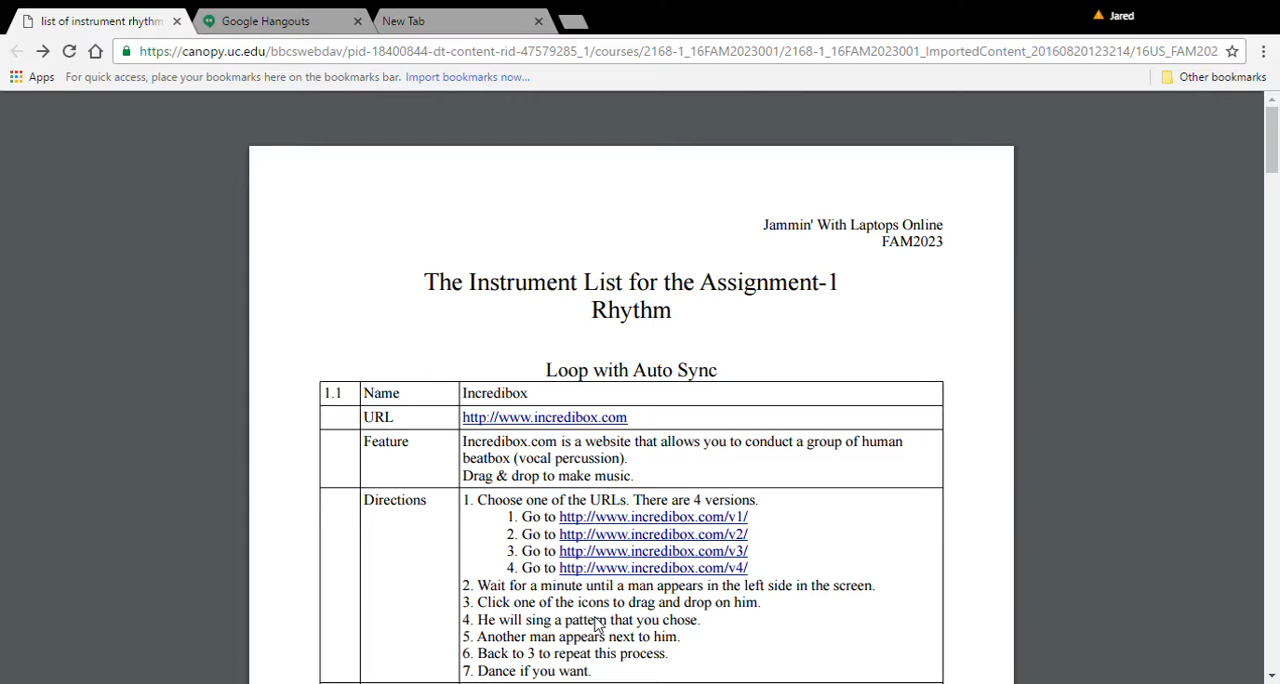 list of instrument rhythm
Google Hangouts
New Tab
Jared
https://canopy.uc.edu/bbcswebdav/pid-18400844-dt-content-rid-47579285_1/courses/2168-1_16FAM2023001/2168-1_16FAM2023001_ImportedContent_20160820123214/16US_FAM202
Apps
For quick access, place your bookmarks here on the bookmarks bar. Import bookmarks now...
Other bookmarks
Jammin' With Laptops Online
FAM2023
The Instrument List for the Assignment-1
Rhythm
Loop with Auto Sync
1.1 Name Incredibox
URL http://www.incredibox.com
Feature Incredibox.com is a website that allows you to conduct a group of human
beatbox (vocal percussion).
Drag & drop to make music.
Directions 1. Choose one of the URLs. There are 4 versions.
1. Go to http://www.incredibox.com/v1/
2. Go to http://www.incredibox.com/v2/
3. Go to http://www.incredibox.com/v3/
4. Go to http://www.incredibox.com/v4/
2. Wait for a minute until a man appears in the left side in the screen.
3. Click one of the icons to drag and drop on him.
4. He will sing a pattern that you chose.
5. Another man appears next to him.
6. Back to 3 to repeat this process.
7. Dance if you want.